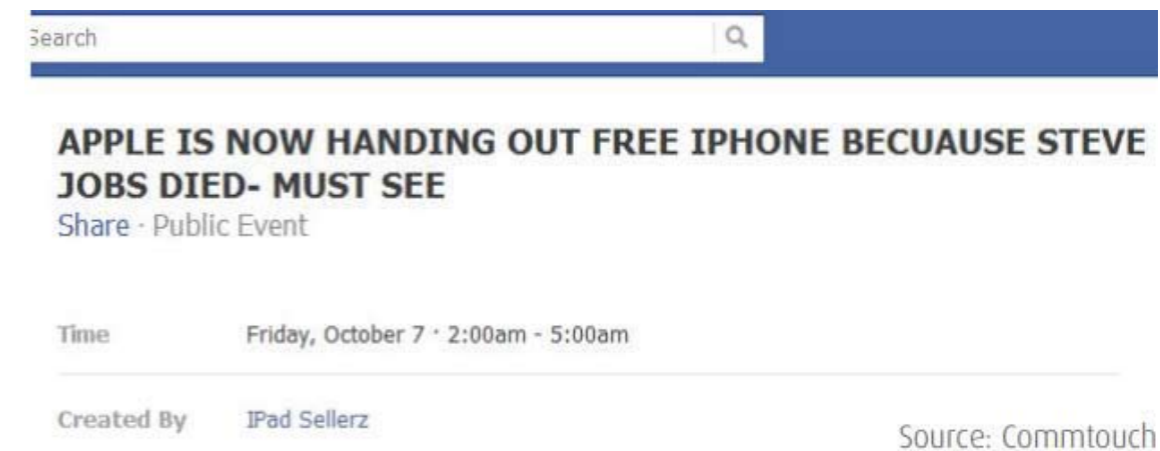 Search
APPLE IS NOW HANDING OUT FREE IPHONE BECUAUSE STEVE
JOBS DIED- MUST SEE
Share · Public Event
Time Friday, October 7 · 2:00am - 5:00am
Created By IPad Sellerz
Source: Commtouch